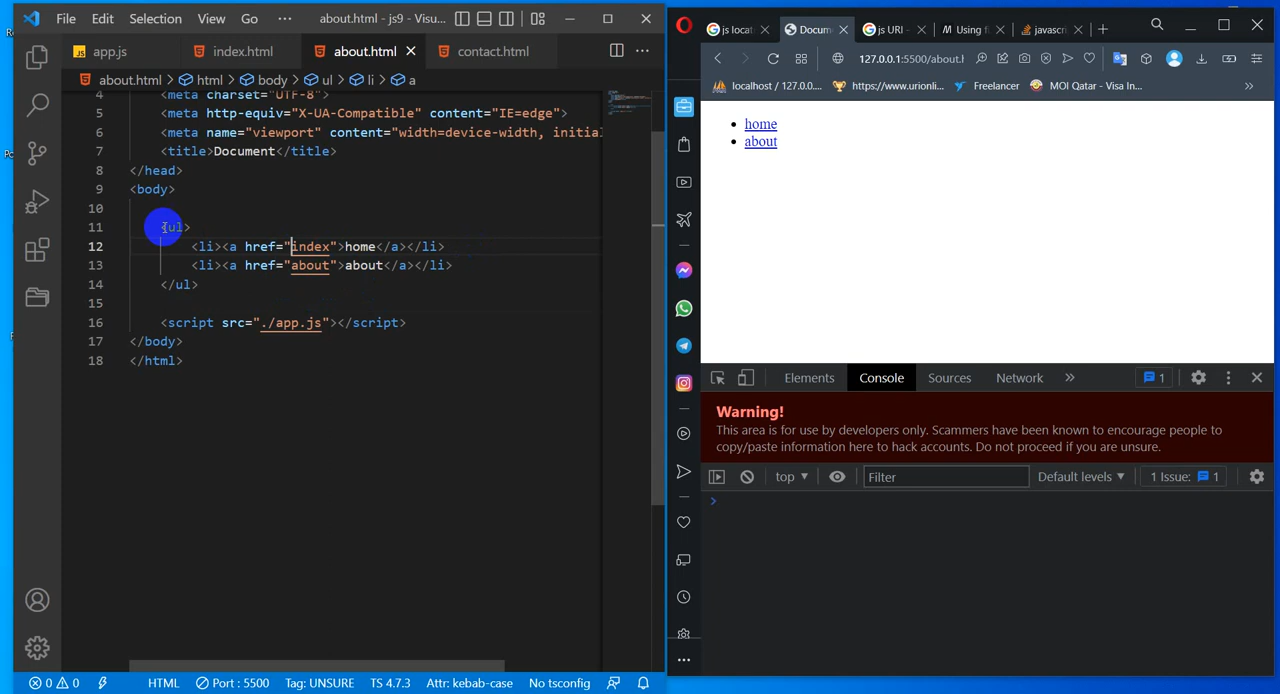 File Edit Selection View Go ··· about.html - js9 - Visu...
app.js index.html about.html contact.html
about.html > html > body > ul > li > a
4 <meta charset="UTF-8">
5 <meta http-equiv="X-UA-Compatible" content="IE=edge">
6 <meta name="viewport" content="width=device-width, initia
7 <title>Document</title>
8 </head>
9 <body>
10
11 <ul>
12 <li><a href="index">home</a></li>
13 <li><a href="about">about</a></li>
14 </ul>
15
16 <script src="./app.js"></script>
17 </body>
18 </html>
0 0 HTML Port : 5500 Tag: UNSURE TS 4.7.3 Attr: kebab-case No tsconfig
js locat Docum js URI - Using fi javascri
127.0.0.1:5500/about.h
localhost / 127.0.0.... https://www.urionli... Freelancer MOI Qatar - Visa In... »
• home
• about
Elements Console Sources Network » 1
Warning!
This area is for use by developers only. Scammers have been known to encourage people to
copy/paste information here to hack accounts. Do not proceed if you are unsure.
top ▼ Filter Default levels ▼ 1 Issue: 1
>